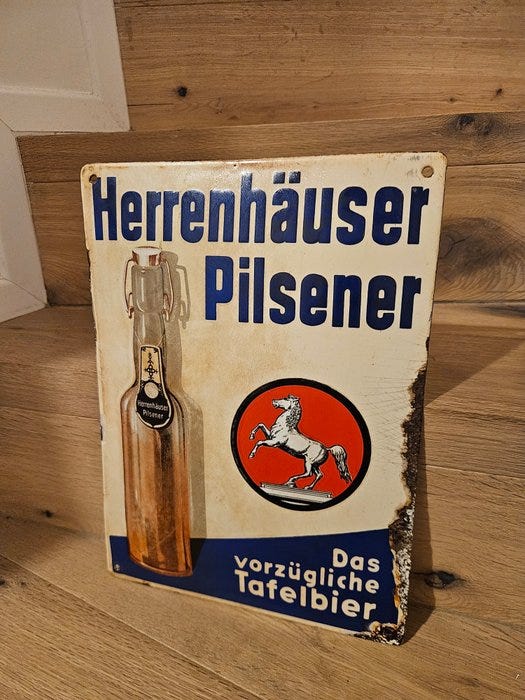 Herrenhäuser
Pilsener
Herrenhäuser
Pilsener
Das
vorzügliche
Tafelbier